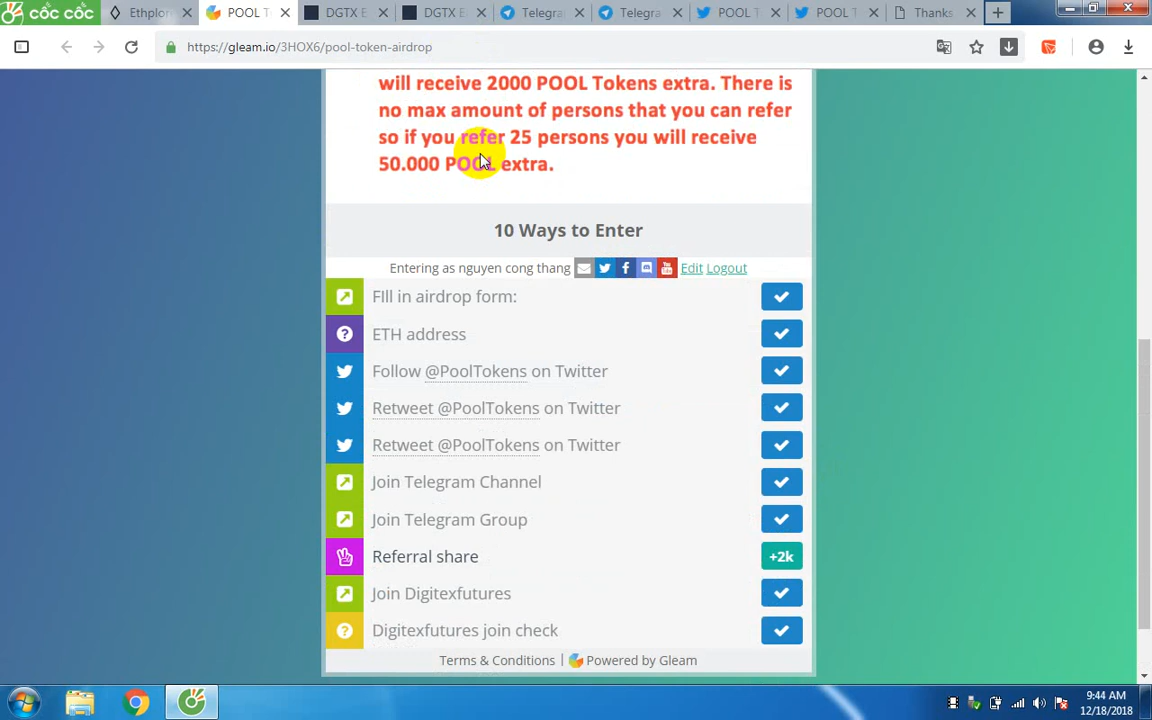 CỐC CỐC
Ethplor
POOL T
DGTX E
DGTX E
Telegra
Telegra
POOL T
POOL T
Thanks
https://gleam.io/3HOX6/pool-token-airdrop
will receive 2000 POOL Tokens extra. There is
no max amount of persons that you can refer
so if you refer 25 persons you will receive
50.000 POOL extra.
10 Ways to Enter
Entering as nguyen cong thang Edit Logout
FIll in airdrop form:
ETH address
Follow @PoolTokens on Twitter
Retweet @PoolTokens on Twitter
Retweet @PoolTokens on Twitter
Join Telegram Channel
Join Telegram Group
Referral share +2k
Join Digitexfutures
Digitexfutures join check
Terms & Conditions | Powered by Gleam
9:44 AM
12/18/2018